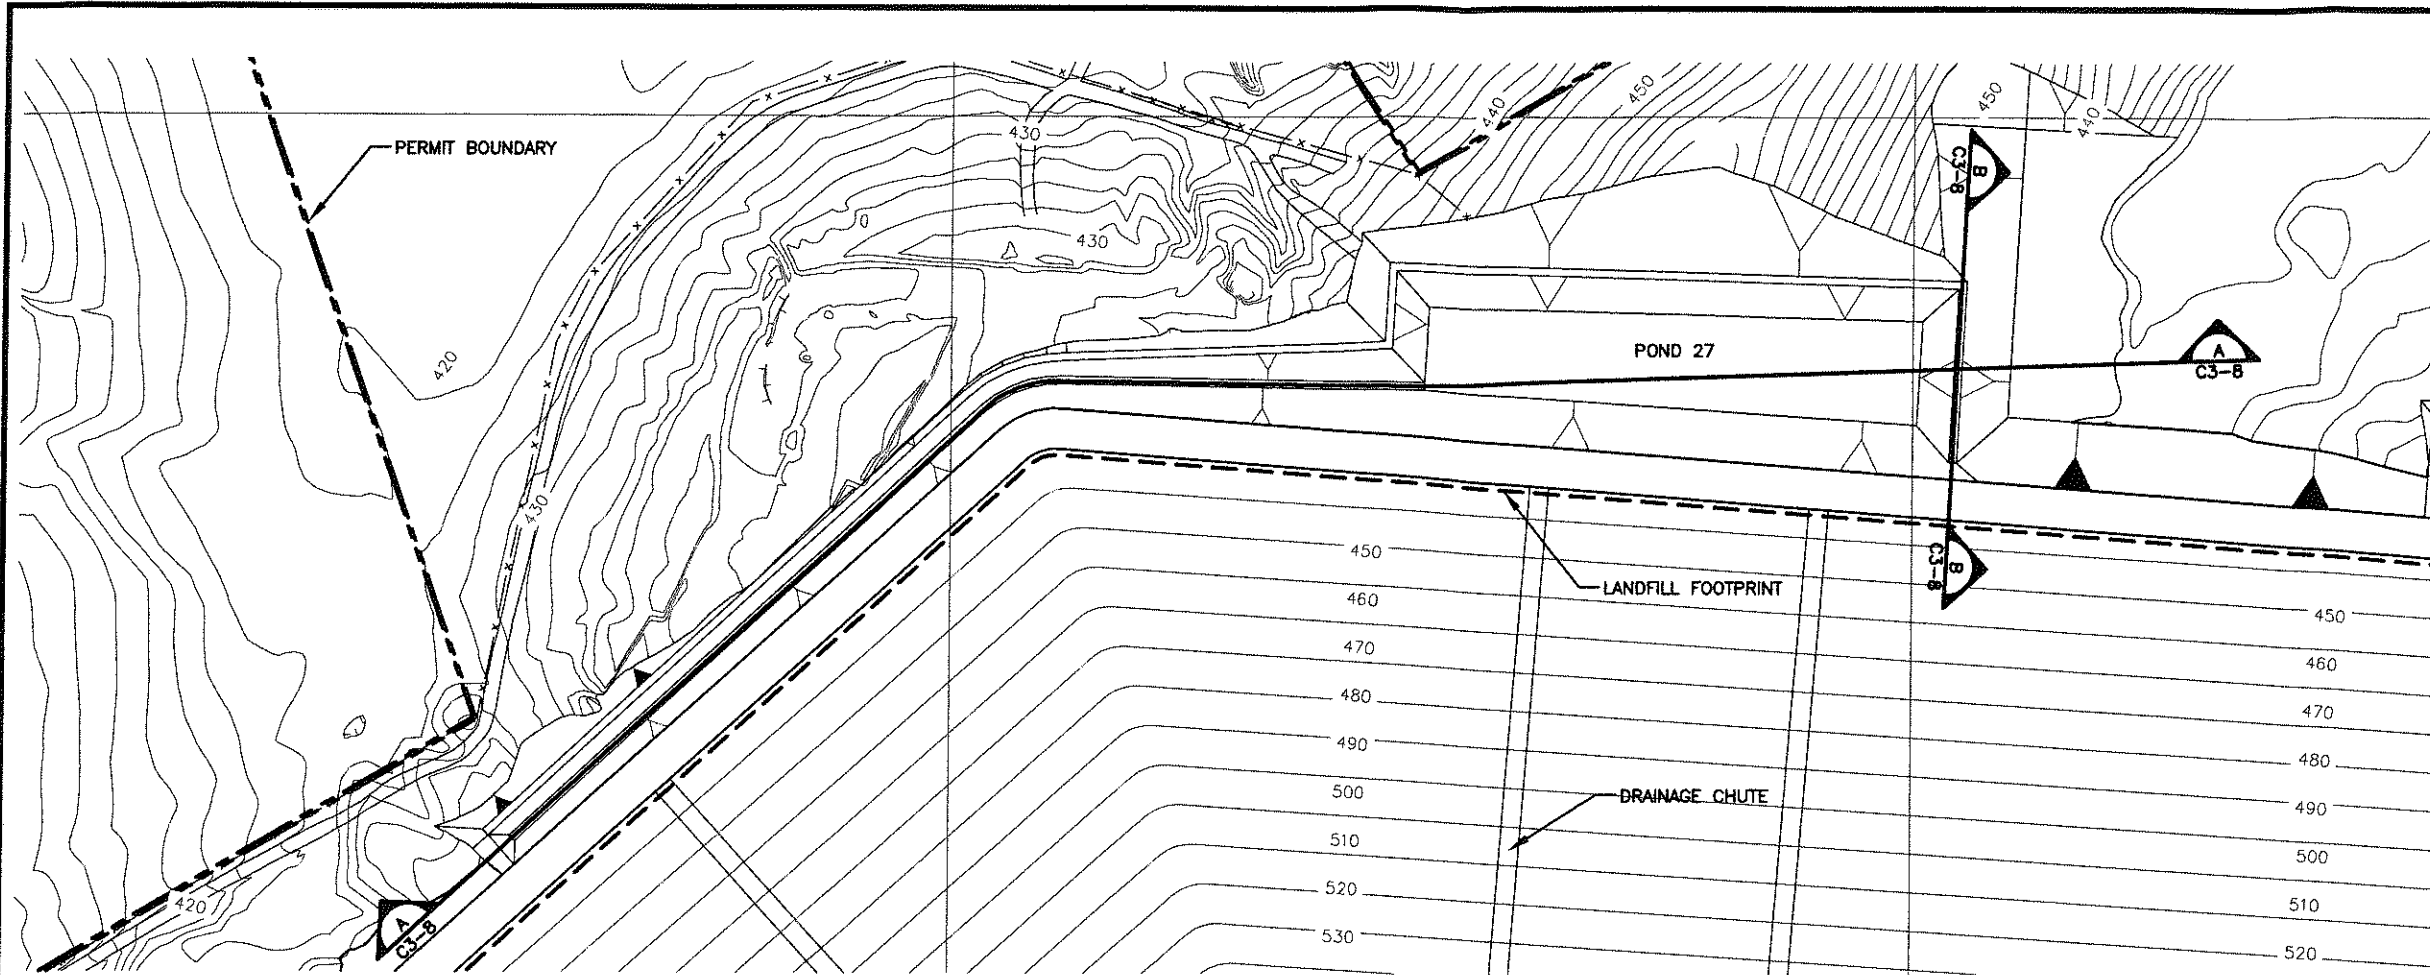 PERMIT BOUNDARY
430
440
450
450
440
B
C3-8
430
420
POND 27
A
C3-8
430
450
LANDFILL FOOTPRINT
B
C3-8
460
450
470
460
480
470
490
480
500
DRAINAGE CHUTE
490
510
500
520
510
530
520
420
A
C3-8